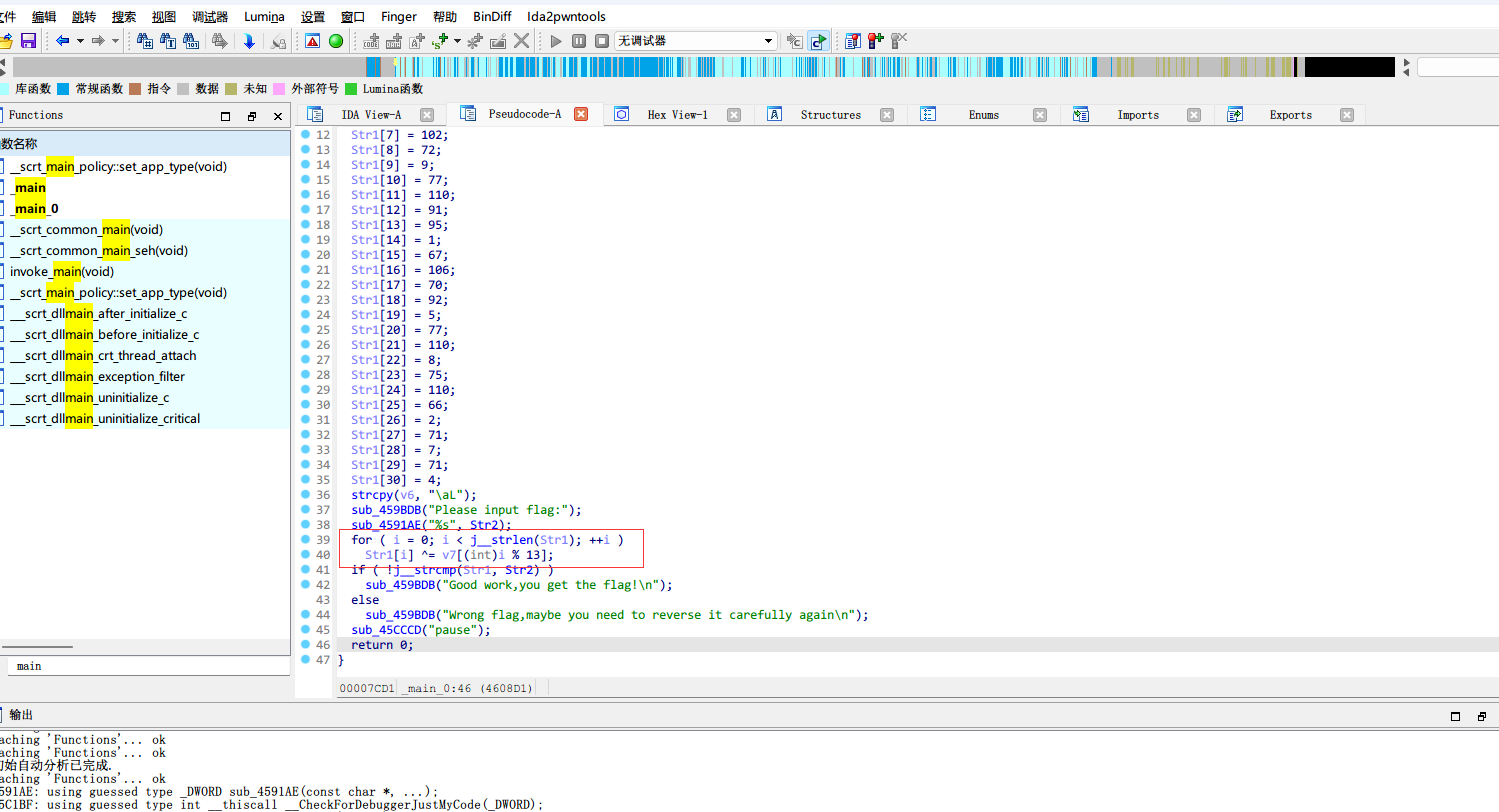 文件 编辑 跳转 搜索 视图 调试器 Lumina 设置 窗口 Finger 帮助 BinDiff Ida2pwntools
无调试器
库函数 常规函数 指令 数据 未知 外部符号 Lumina函数
Functions
IDA View-A Pseudocode-A Hex View-1 Structures Enums Imports Exports
数名称
__scrt_main_policy::set_app_type(void)
_main
_main_0
__scrt_common_main(void)
__scrt_common_main_seh(void)
invoke_main(void)
__scrt_main_policy::set_app_type(void)
___scrt_dllmain_after_initialize_c
___scrt_dllmain_before_initialize_c
___scrt_dllmain_crt_thread_attach
___scrt_dllmain_exception_filter
___scrt_dllmain_uninitialize_c
___scrt_dllmain_uninitialize_critical
main
12 Str1[7] = 102;
13 Str1[8] = 72;
14 Str1[9] = 9;
15 Str1[10] = 77;
16 Str1[11] = 110;
17 Str1[12] = 91;
18 Str1[13] = 95;
19 Str1[14] = 1;
20 Str1[15] = 67;
21 Str1[16] = 106;
22 Str1[17] = 70;
23 Str1[18] = 92;
24 Str1[19] = 5;
25 Str1[20] = 77;
26 Str1[21] = 110;
27 Str1[22] = 8;
28 Str1[23] = 75;
29 Str1[24] = 110;
30 Str1[25] = 66;
31 Str1[26] = 2;
32 Str1[27] = 71;
33 Str1[28] = 7;
34 Str1[29] = 71;
35 Str1[30] = 4;
36 strcpy(v6, "\aL");
37 sub_459BDB("Please input flag:");
38 sub_4591AE("%s", Str2);
39 for ( i = 0; i < j__strlen(Str1); ++i )
40 Str1[i] ^= v7[(int)i % 13];
41 if ( !j__strcmp(Str1, Str2) )
42 sub_459BDB("Good work,you get the flag!\n");
43 else
44 sub_459BDB("Wrong flag,maybe you need to reverse it carefully again\n");
45 sub_45CCCD("pause");
46 return 0;
47 }
00007CD1 _main_0:46 (4608D1)
输出
aching 'Functions'... ok
aching 'Functions'... ok
初始自动分析已完成.
aching 'Functions'... ok
591AE: using guessed type _DWORD sub_4591AE(const char *, ...);
5C1BF: using guessed type int __thiscall __CheckForDebuggerJustMyCode(_DWORD);